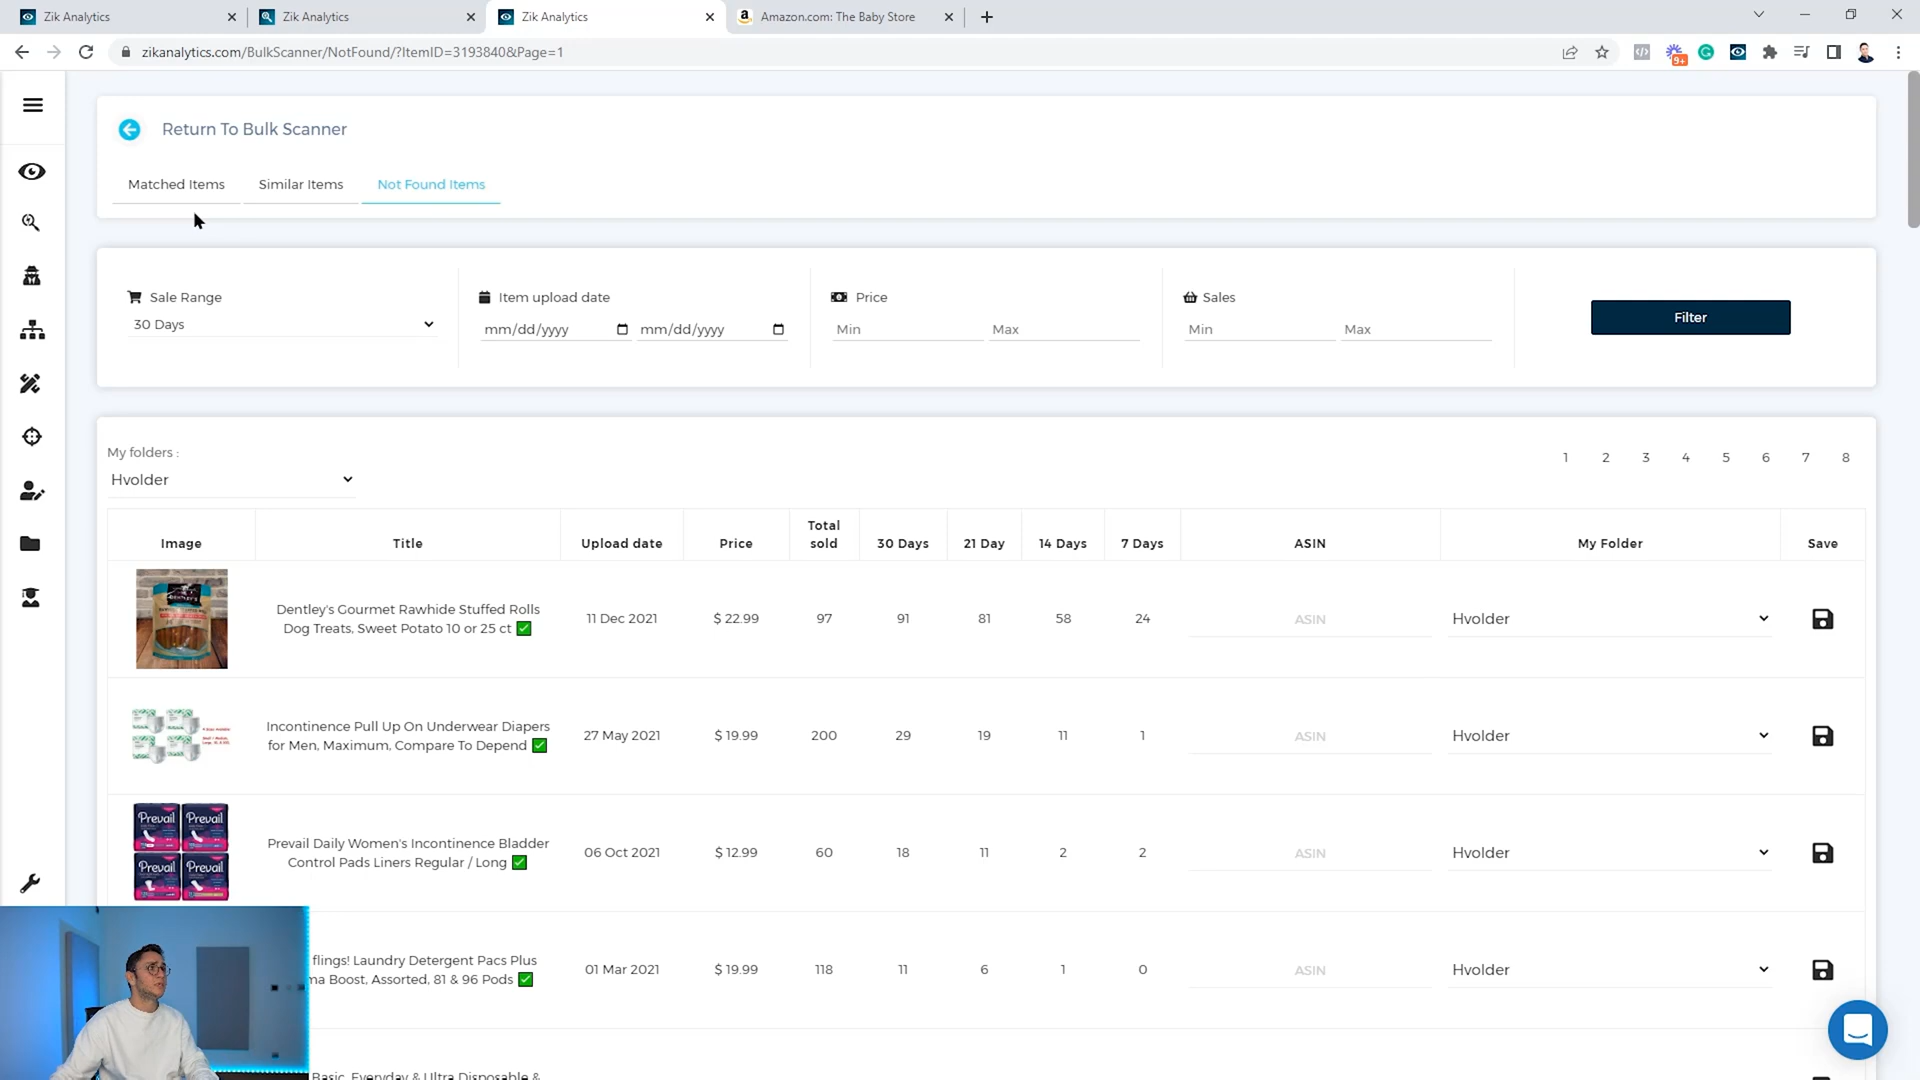 Zik Analytics
Zik Analytics
Zik Analytics
Amazon.com: The Baby Store
zikanalytics.com/BulkScanner/NotFound/?ItemID=3193840&Page=1
9+
Return To Bulk Scanner
Matched Items
Similar Items
Not Found Items
Sale Range
30 Days
Item upload date
mm/dd/yyyy
mm/dd/yyyy
Price
Min
Max
Sales
Min
Max
Filter
My folders :
Hvolder
1 2 3 4 5 6 7 8
Image Title Upload date Price Total sold 30 Days 21 Day 14 Days 7 Days ASIN My Folder Save
Dentley's Gourmet Rawhide Stuffed Rolls
Dog Treats, Sweet Potato 10 or 25 ct ✅
11 Dec 2021 $ 22.99 97 91 81 58 24 ASIN Hvolder
Incontinence Pull Up On Underwear Diapers
for Men, Maximum, Compare To Depend ✅
27 May 2021 $ 19.99 200 29 19 11 1 ASIN Hvolder
Prevail Prevail
Prevail Prevail
Prevail Daily Women's Incontinence Bladder
Control Pads Liners Regular / Long ✅
06 Oct 2021 $ 12.99 60 18 11 2 2 ASIN Hvolder
flings! Laundry Detergent Pacs Plus
ma Boost, Assorted, 81 & 96 Pods ✅
01 Mar 2021 $ 19.99 118 11 6 1 0 ASIN Hvolder
Basic, Everyday & Ultra Disposable &